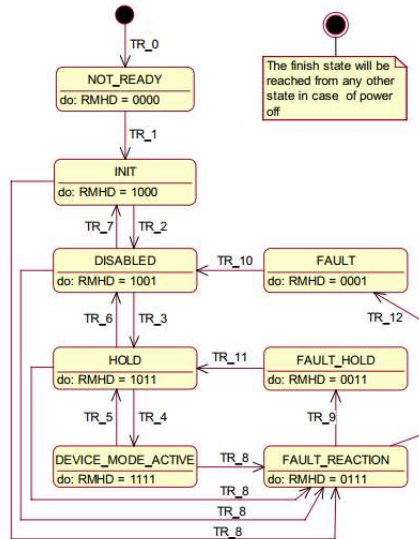 TR_0
The finish state will be
reached from any other
state in case of power
off
NOT_READY
do: RMHD = 0000
TR_1
INIT
do: RMHD = 1000
TR_7
TR_2
DISABLED
do: RMHD = 1001
TR_10
FAULT
do: RMHD = 0001
TR_6
TR_3
TR_12
HOLD
do: RMHD = 1011
TR_11
FAULT_HOLD
do: RMHD = 0011
TR_5
TR_4
TR_9
DEVICE_MODE_ACTIVE
do: RMHD = 1111
TR_8
FAULT_REACTION
do: RMHD = 0111
TR_8
TR_8
TR_8